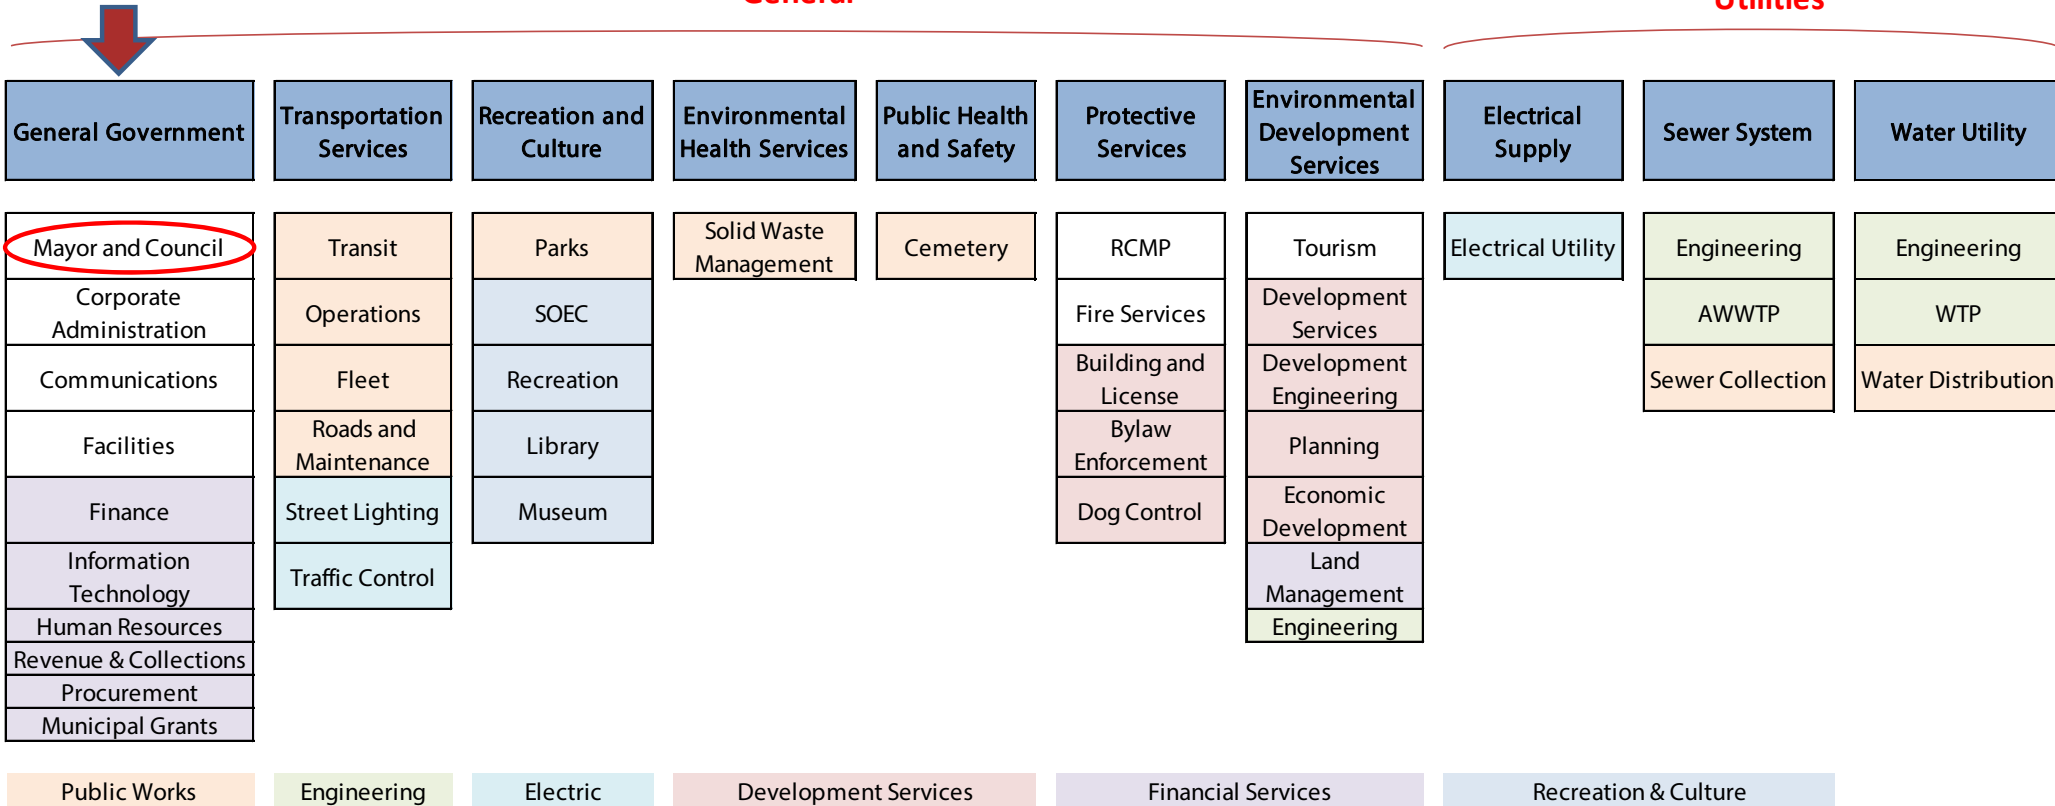 General
Utilities
General Government
Transportation
Services
Recreation and
Culture
Environmental
Health Services
Public Health
and Safety
Protective
Services
Environmental
Development
Services
Electrical
Supply
Sewer System
Water Utility
Mayor and Council
Corporate
Administration
Communications
Facilities
Finance
Information
Technology
Human Resources
Revenue & Collections
Procurement
Municipal Grants
Transit
Operations
Fleet
Roads and
Maintenance
Street Lighting
Traffic Control
Parks
SOEC
Recreation
Library
Museum
Solid Waste
Management
Cemetery
RCMP
Fire Services
Building and
License
Bylaw
Enforcement
Dog Control
Tourism
Development
Services
Development
Engineering
Planning
Economic
Development
Land
Management
Engineering
Electrical Utility
Engineering
AWWTP
Sewer Collection
Engineering
WTP
Water Distribution
Public Works
Engineering
Electric
Development Services
Financial Services
Recreation & Culture